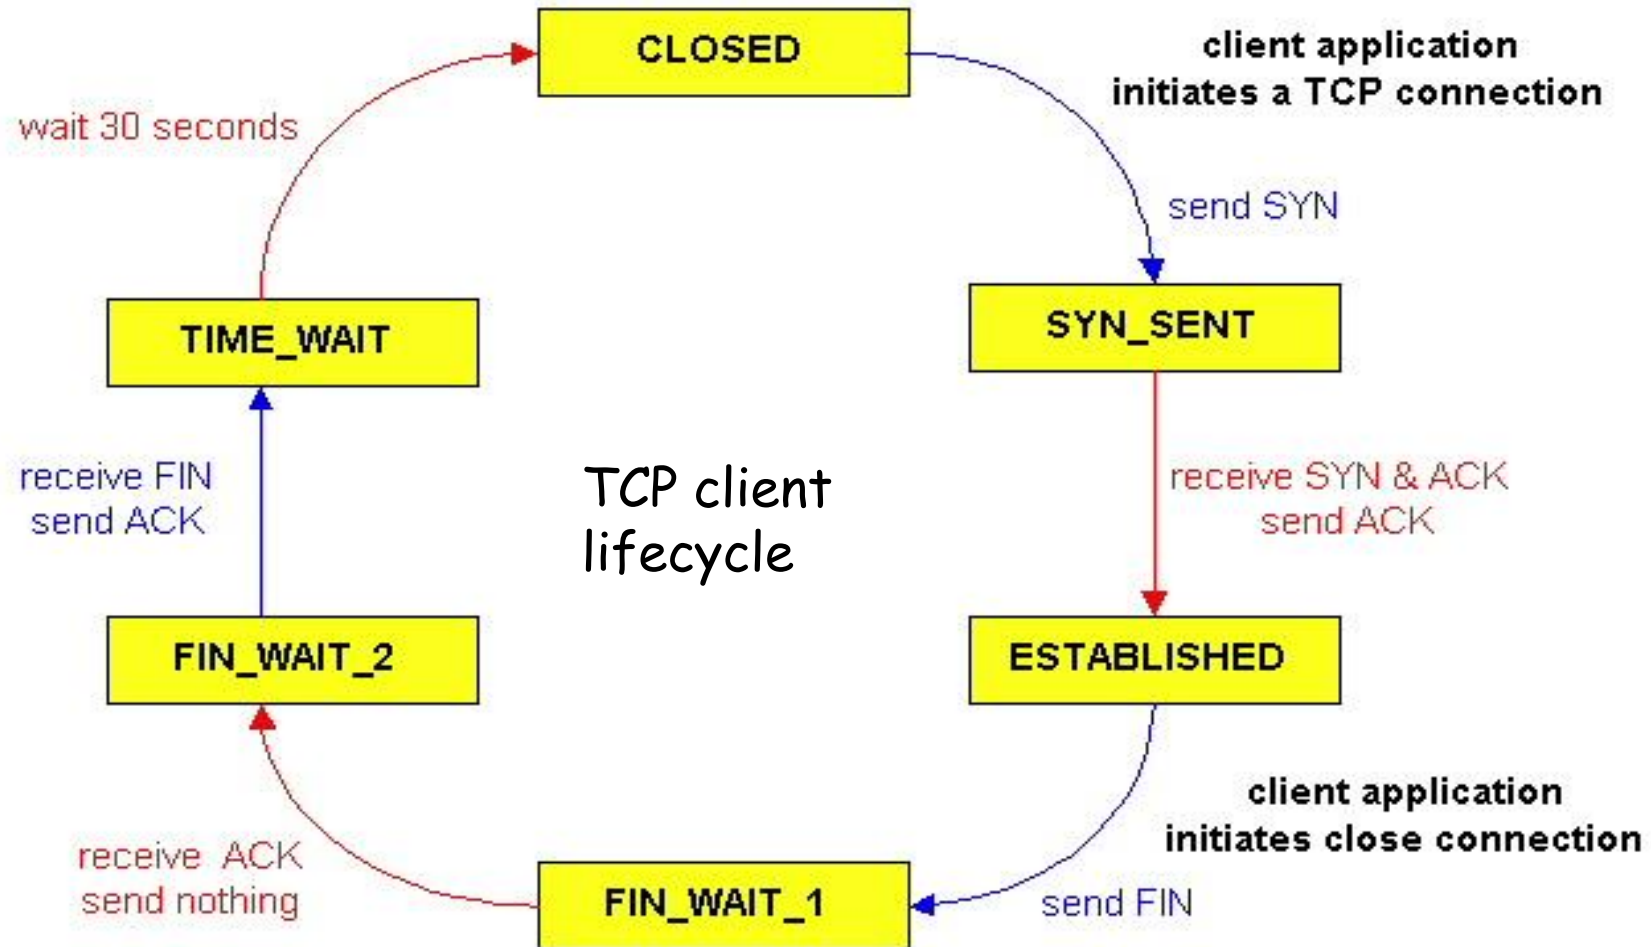 CLOSED
client application
initiates a TCP connection
wait 30 seconds
send SYN
TIME_WAIT
SYN_SENT
receive FIN
send ACK
TCP client
lifecycle
receive SYN & ACK
send ACK
FIN_WAIT_2
ESTABLISHED
client application
initiates close connection
receive ACK
send nothing
FIN_WAIT_1
send FIN